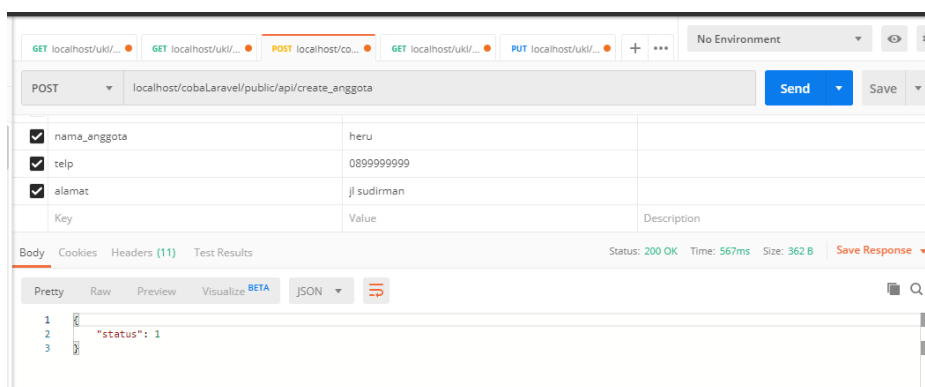 GET localhost/ukl/... GET localhost/ukl/... POST localhost/co... GET localhost/ukl/... PUT localhost/ukl/... + ••• No Environment
POST localhost/cobaLaravel/public/api/create_anggota Send Save
nama_anggota heru
telp 0899999999
alamat jl sudirman
Key Value Description
Body Cookies Headers (11) Test Results Status: 200 OK Time: 567ms Size: 362 B Save Response
Pretty Raw Preview Visualize BETA JSON
1 {
2 "status": 1
3 }